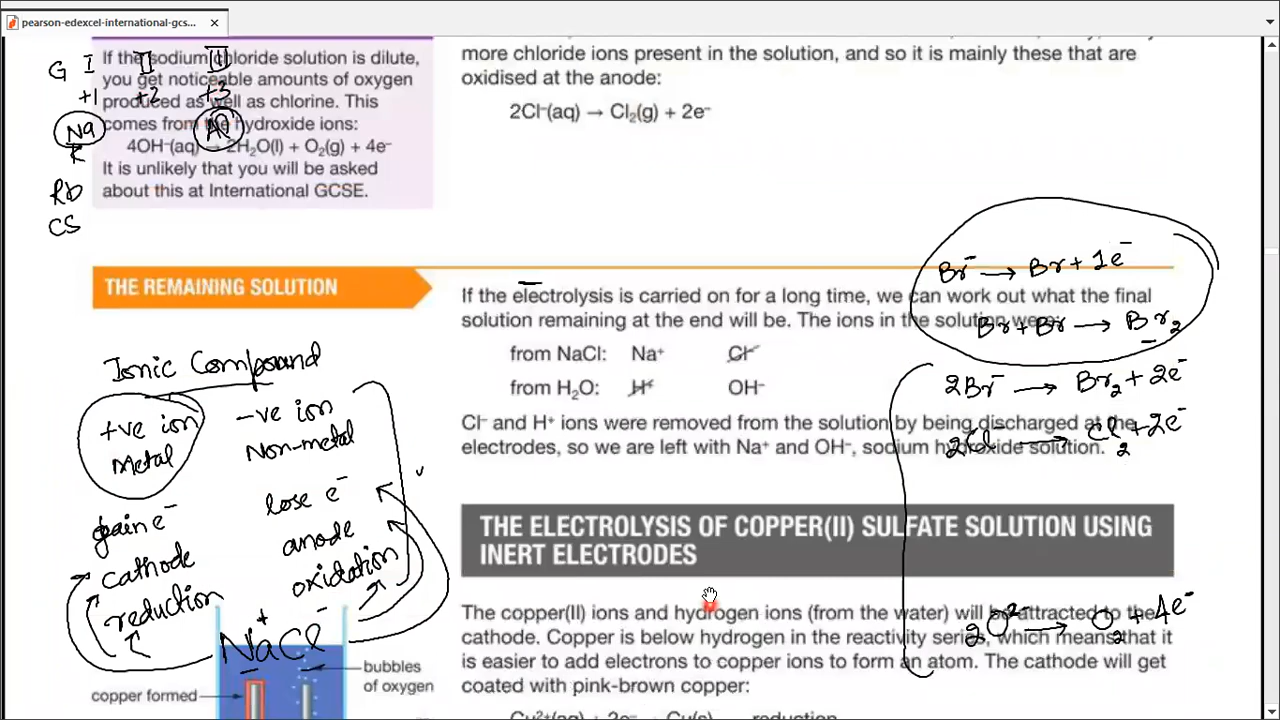 pearson-edexcel-international-gcs...
If the sodium chloride solution is dilute,
you get noticeable amounts of oxygen
produced as well as chlorine. This
comes from the hydroxide ions:
4OH⁻(aq) → 2H₂O(l) + O₂(g) + 4e⁻
It is unlikely that you will be asked
about this at International GCSE.
G I II III
+1 +2 +3
Na Al
K
Rb
Cs
more chloride ions present in the solution, and so it is mainly these that are
oxidised at the anode:
2Cl⁻(aq) → Cl₂(g) + 2e⁻
THE REMAINING SOLUTION
If the electrolysis is carried on for a long time, we can work out what the final
solution remaining at the end will be. The ions in the solution were:
from NaCl: Na⁺ Cl⁻
from H₂O: H⁺ OH⁻
Cl⁻ and H⁺ ions were removed from the solution by being discharged at the
electrodes, so we are left with Na⁺ and OH⁻, sodium hydroxide solution.
Br⁻ → Br + 1e⁻
Br + Br → Br₂
2Br⁻ → Br₂ + 2e⁻
2Cl⁻ → Cl₂ + 2e⁻
2O²⁻ → O₂ + 4e⁻
Ionic Compound
+ve ion -ve ion
Metal Non-metal
gain e⁻ lose e⁻
cathode anode
reduction oxidation
Na⁺Cl⁻
bubbles
of oxygen
copper formed
THE ELECTROLYSIS OF COPPER(II) SULFATE SOLUTION USING
INERT ELECTRODES
The copper(II) ions and hydrogen ions (from the water) will be attracted to the
cathode. Copper is below hydrogen in the reactivity series, which means that it
is easier to add electrons to copper ions to form an atom. The cathode will get
coated with pink-brown copper:
Cu²⁺(aq) + 2e⁻ → Cu(s) reduction